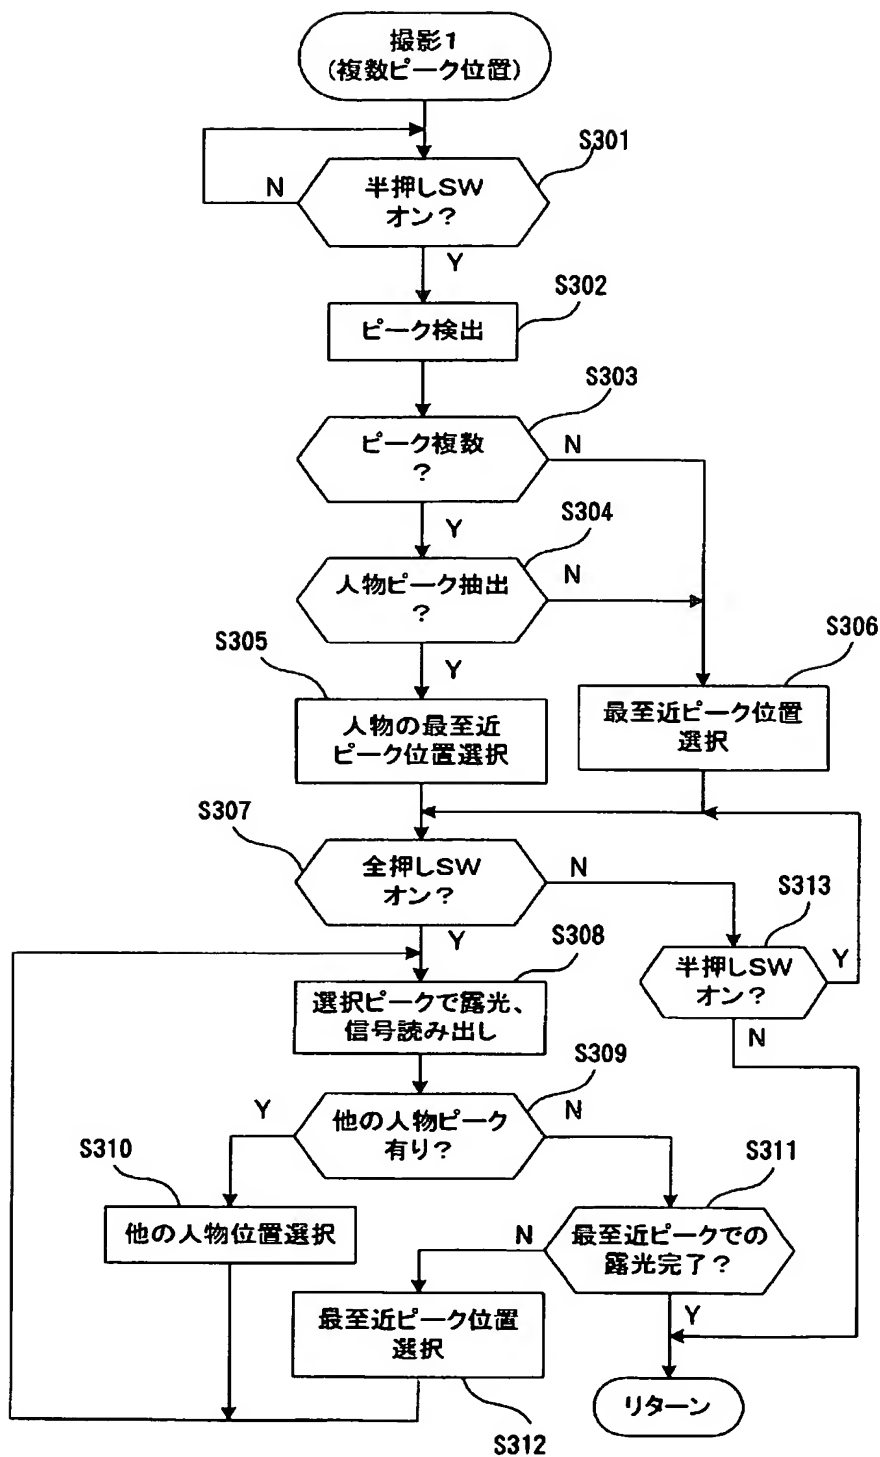 撮影1
(複数ピーク位置)
S301
半押しSW
オン?
N
Y
S302
ピーク検出
S303
ピーク複数
?
N
Y
S304
人物ピーク抽出
?
N
Y
S305
人物の最至近
ピーク位置選択
S306
最至近ピーク位置
選択
S307
全押しSW
オン?
N
Y
S313
半押しSW
オン?
Y
N
S308
選択ピークで露光、
信号読み出し
S309
他の人物ピーク
有り?
Y
N
S310
他の人物位置選択
S311
最至近ピークでの
露光完了?
N
Y
最至近ピーク位置
選択
S312
リターン